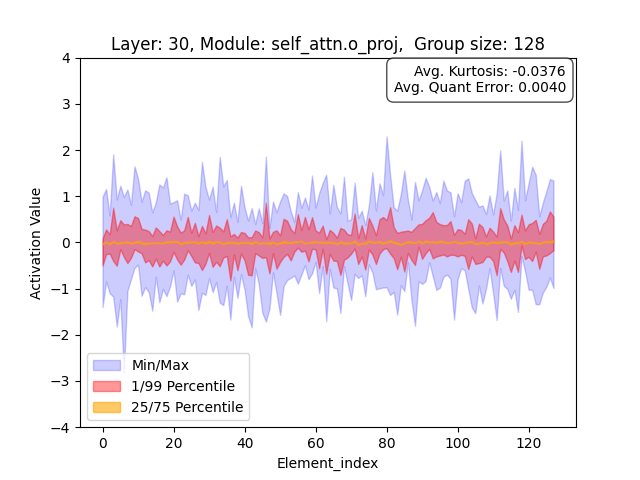 Layer: 30, Module: self_attn.o_proj,  Group size: 128
Avg. Kurtosis: -0.0376
Avg. Quant Error: 0.0040
4
3
2
1
0
−1
−2
−3
−4
Activation Value
Min/Max
1/99 Percentile
25/75 Percentile
0 20 40 60 80 100 120
Element_index